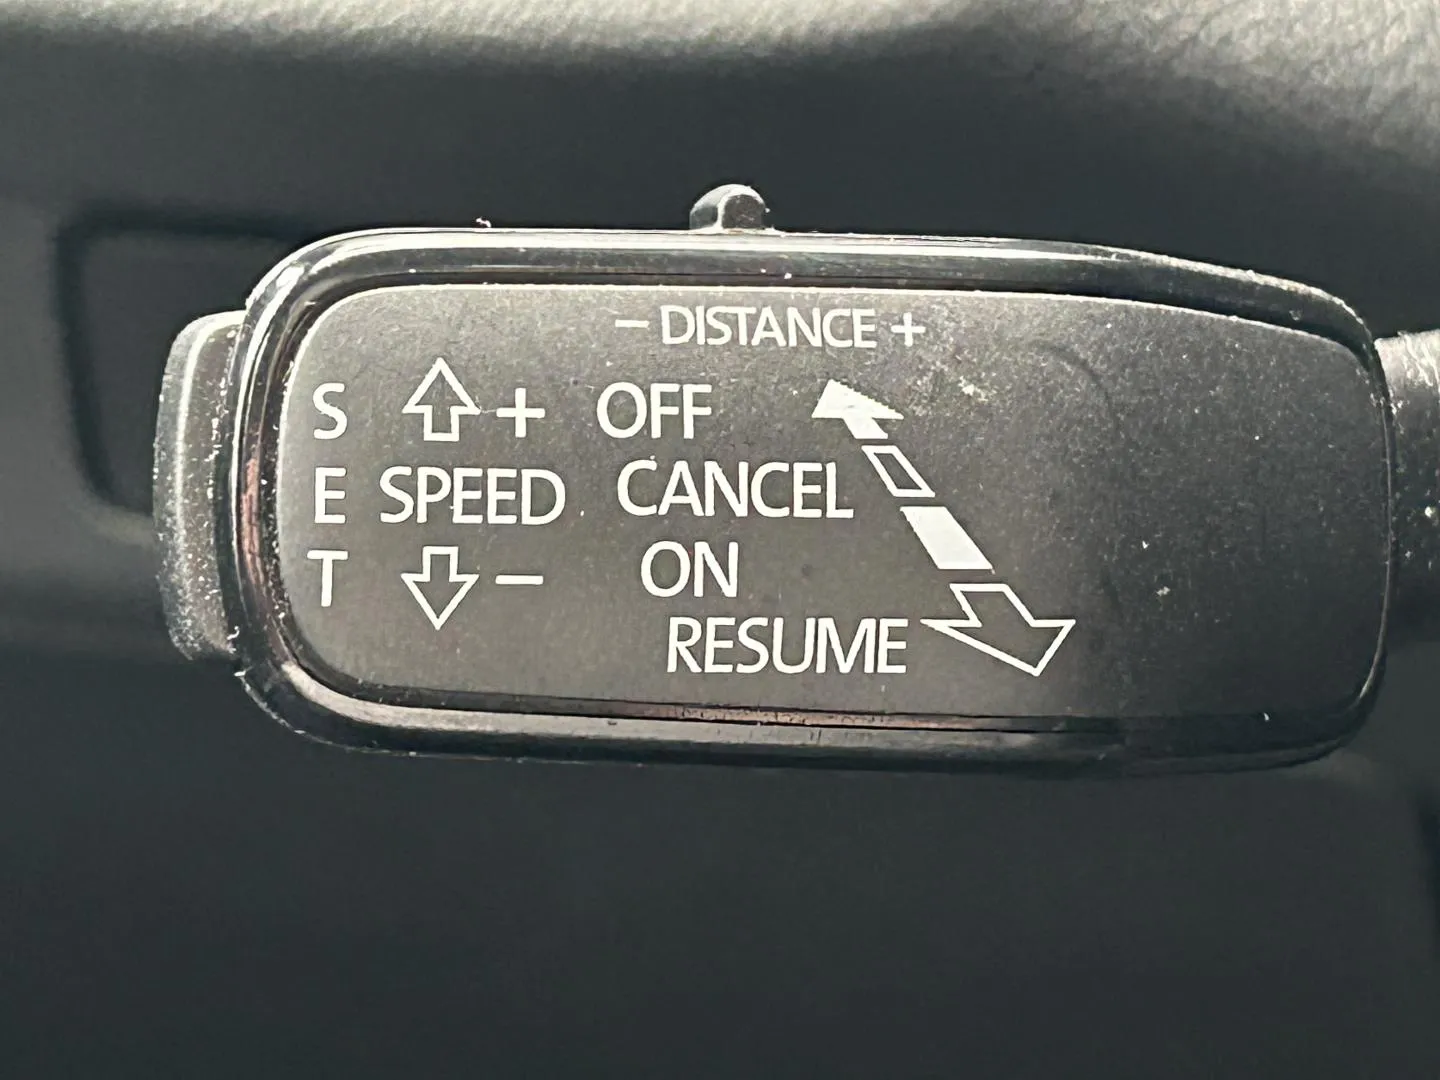 − DISTANCE +
S + OFF
E SPEED CANCEL
T − ON
RESUME